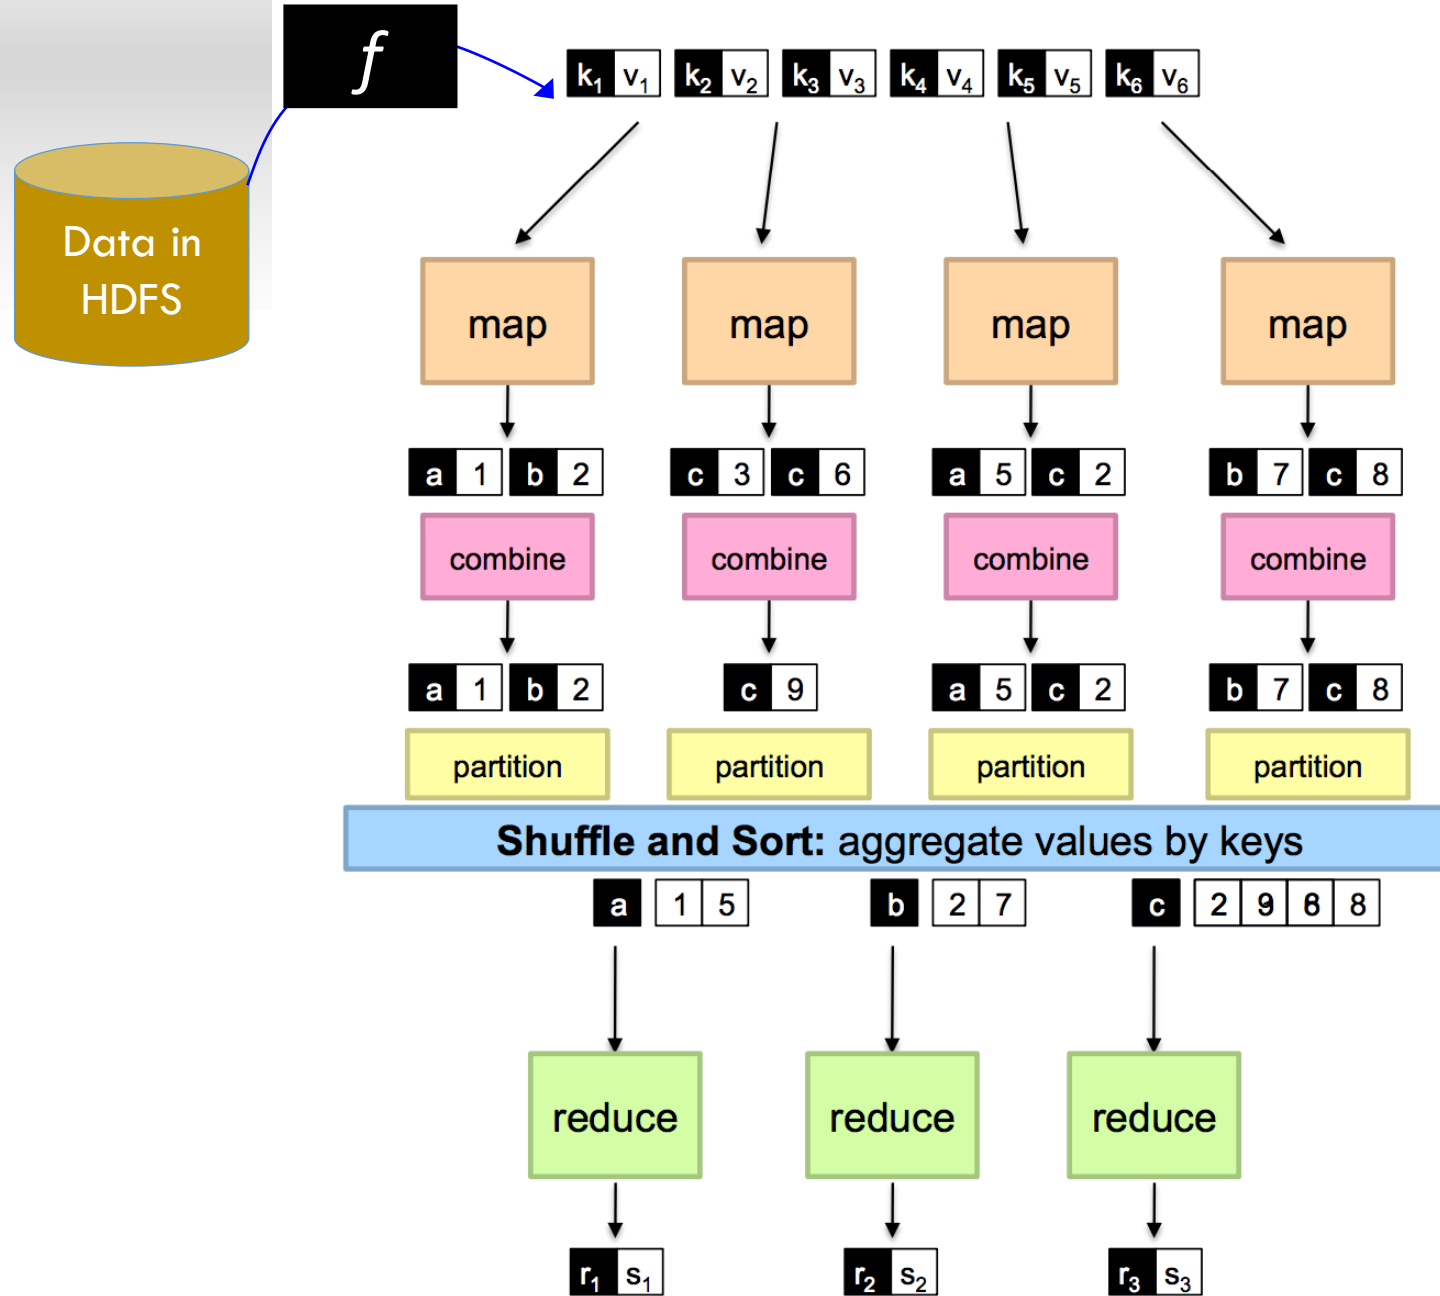 f
k1 v1 k2 v2 k3 v3 k4 v4 k5 v5 k6 v6
Data in
HDFS
map map map map
a 1 b 2 c 3 c 6 a 5 c 2 b 7 c 8
combine combine combine combine
a 1 b 2 c 9 a 5 c 2 b 7 c 8
partition partition partition partition
Shuffle and Sort: aggregate values by keys
a 1 5 b 2 7 c 2 8
reduce reduce reduce
r1 s1 r2 s2 r3 s3